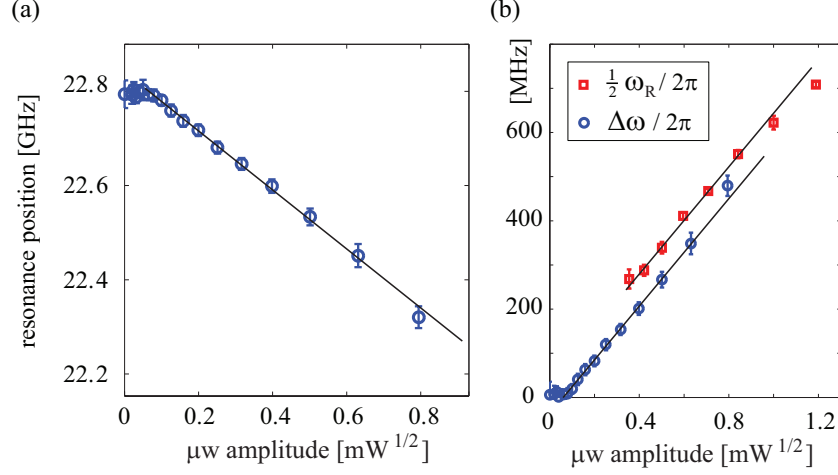 (a)
resonance position [GHz]
22.8
22.6
22.4
22.2
0
0.2
0.4
0.6
0.8
μw amplitude [mW 1/2]
(b)
[MHz]
600
400
200
0
½ ωR / 2π
Δω / 2π
0
0.4
0.8
1.2
μw amplitude [mW 1/2]